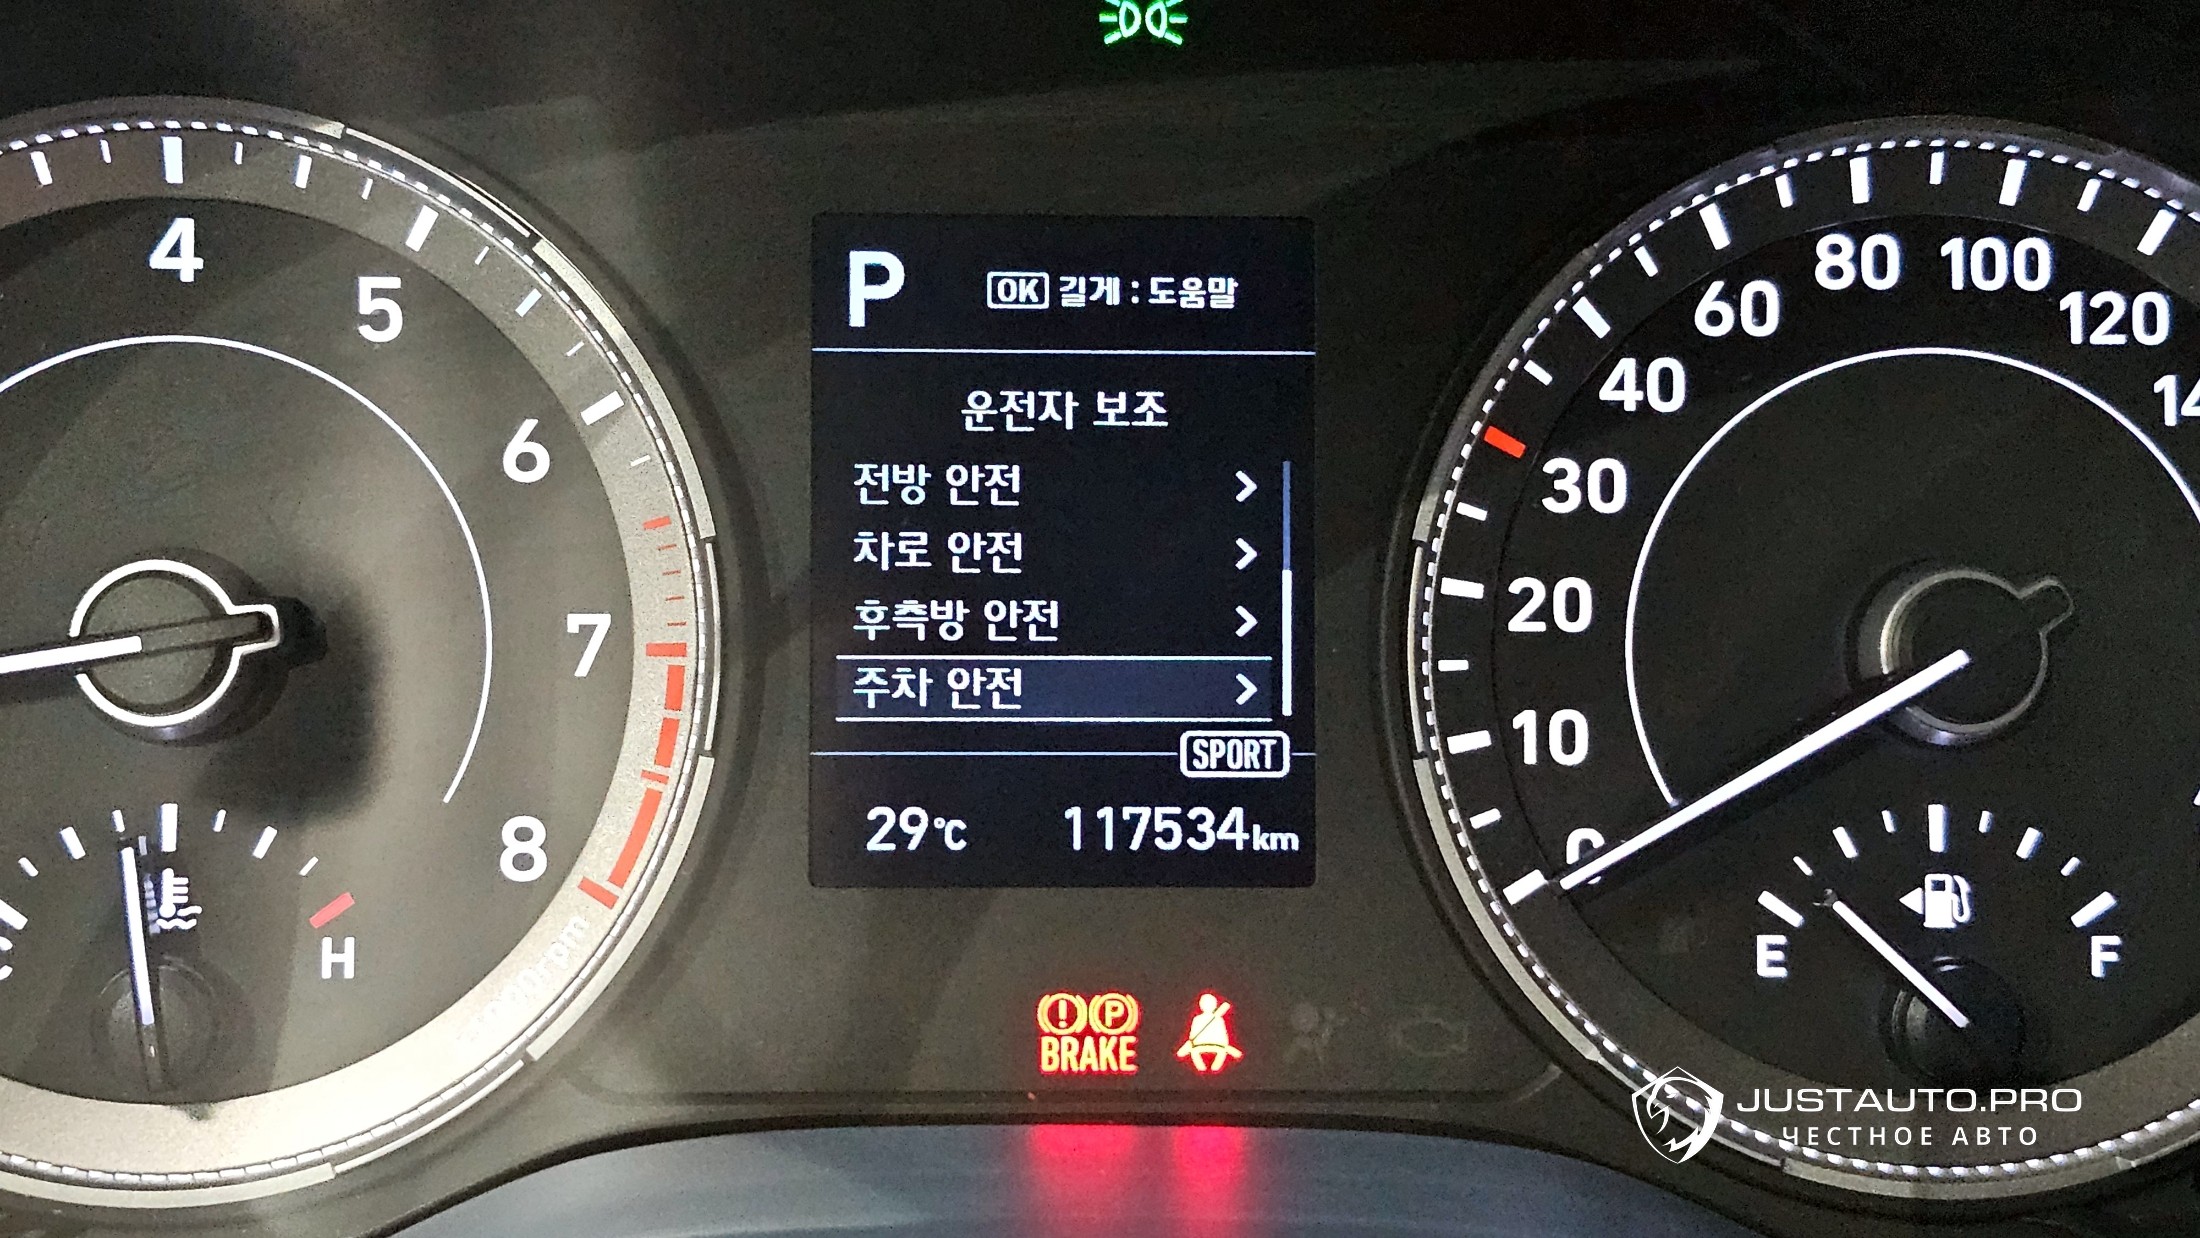 4
5
6
7
8
H
P
OK 길게 : 도움말
운전자 보조
전방 안전
차로 안전
후측방 안전
주차 안전
SPORT
29℃ 117534km
BRAKE
0
10
20
30
40
60
80
100
120
E F
JUSTAUTO.PRO
ЧЕСТНОЕ АВТО